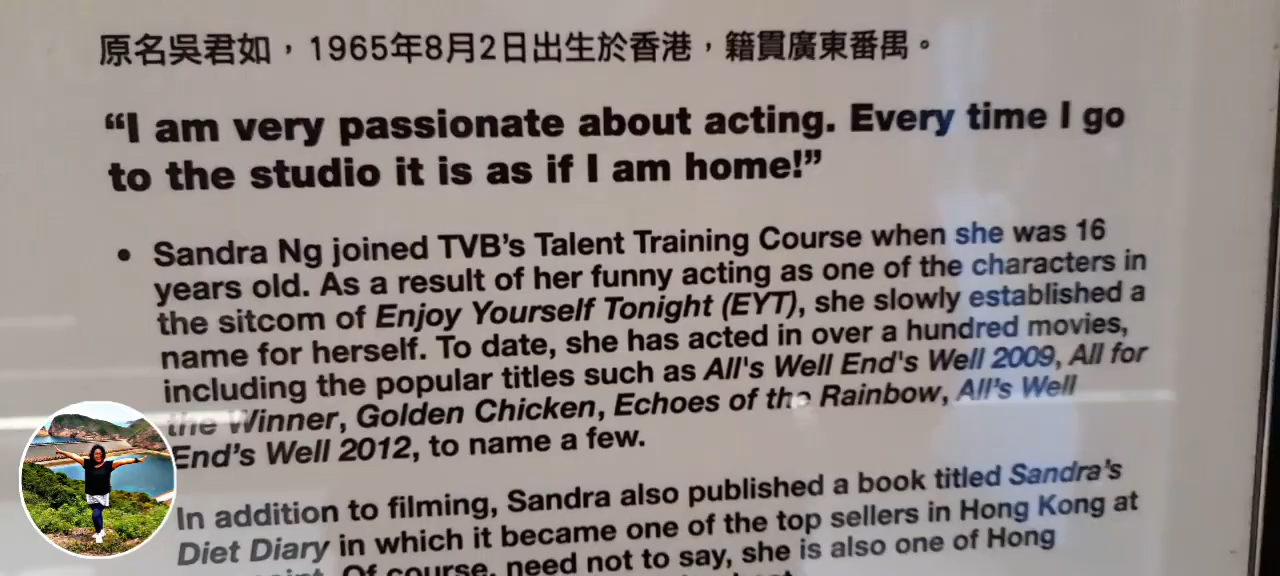 原名吳君如，1965年8月2日出生於香港，籍貫廣東番禺。
“I am very passionate about acting. Every time I go
to the studio it is as if I am home!”
• Sandra Ng joined TVB’s Talent Training Course when she was 16
years old. As a result of her funny acting as one of the characters in
the sitcom of Enjoy Yourself Tonight (EYT), she slowly established a
name for herself. To date, she has acted in over a hundred movies,
including the popular titles such as All's Well End's Well 2009, All for
the Winner, Golden Chicken, Echoes of the Rainbow, All’s Well
End’s Well 2012, to name a few.
In addition to filming, Sandra also published a book titled Sandra’s
Diet Diary in which it became one of the top sellers in Hong Kong at
Of course, need not to say, she is also one of Hong